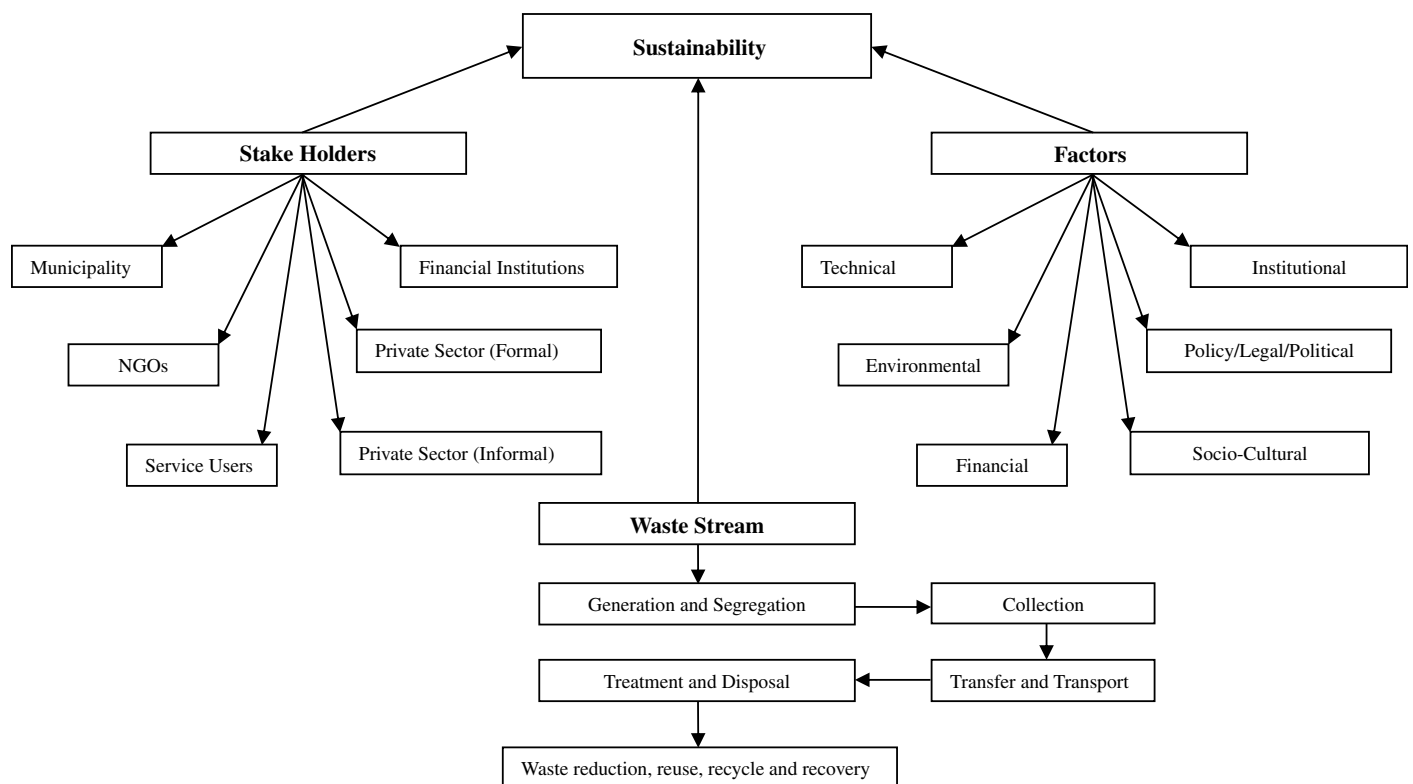 Sustainability
Stake Holders
Factors
Municipality
Financial Institutions
Technical
Institutional
NGOs
Private Sector (Formal)
Environmental
Policy/Legal/Political
Service Users
Private Sector (Informal)
Financial
Socio-Cultural
Waste Stream
Generation and Segregation
Collection
Treatment and Disposal
Transfer and Transport
Waste reduction, reuse, recycle and recovery